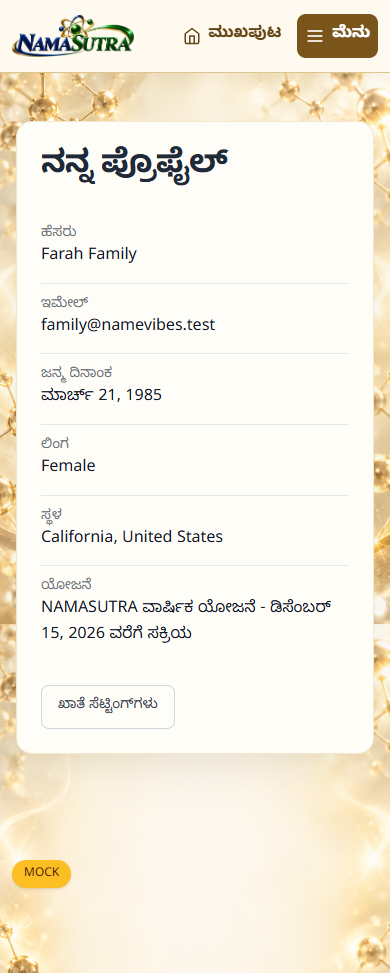 NAMASUTRA
ಮುಖಪುಟ
ಮೆನು
ನನ್ನ ಪ್ರೊಫೈಲ್
ಹೆಸರು
Farah Family
ಇಮೇಲ್
family@namevibes.test
ಜನ್ಮ ದಿನಾಂಕ
ಮಾರ್ಚ್ 21, 1985
ಲಿಂಗ
Female
ಸ್ಥಳ
California, United States
ಯೋಜನೆ
NAMASUTRA ವಾರ್ಷಿಕ ಯೋಜನೆ - ಡಿಸೆಂಬರ್
15, 2026 ವರೆಗೆ ಸಕ್ರಿಯ
ಖಾತೆ ಸೆಟ್ಟಿಂಗ್‌ಗಳು
MOCK